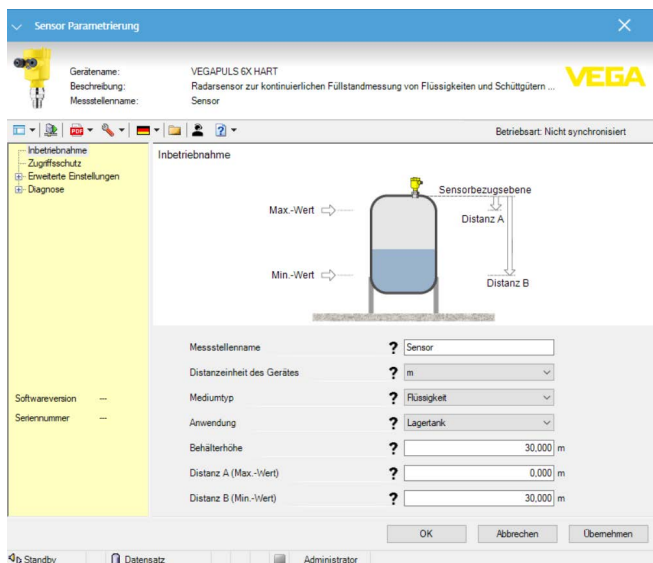 Sensor Parametrierung
Gerätename: VEGAPULS 6X HART
Beschreibung: Radarsensor zur kontinuierlichen Füllstandmessung von Flüssigkeiten und Schüttgütern ...
Messstellenname: Sensor
VEGA
PDF
Betriebsart: Nicht synchronisiert
Inbetriebnahme
Zugriffsschutz
Erweiterte Einstellungen
Diagnose
Softwareversion ---
Seriennummer ---
Inbetriebnahme
Sensorbezugsebene
Max.-Wert
Distanz A
Min.-Wert
Distanz B
Messstellenname ? Sensor
Distanzeinheit des Gerätes ? m
Mediumtyp ? Flüssigkeit
Anwendung ? Lagertank
Behälterhöhe ? 30,000 m
Distanz A (Max.-Wert) ? 0,000 m
Distanz B (Min.-Wert) ? 30,000 m
OK Abbrechen Übernehmen
Standby Datensatz Administrator